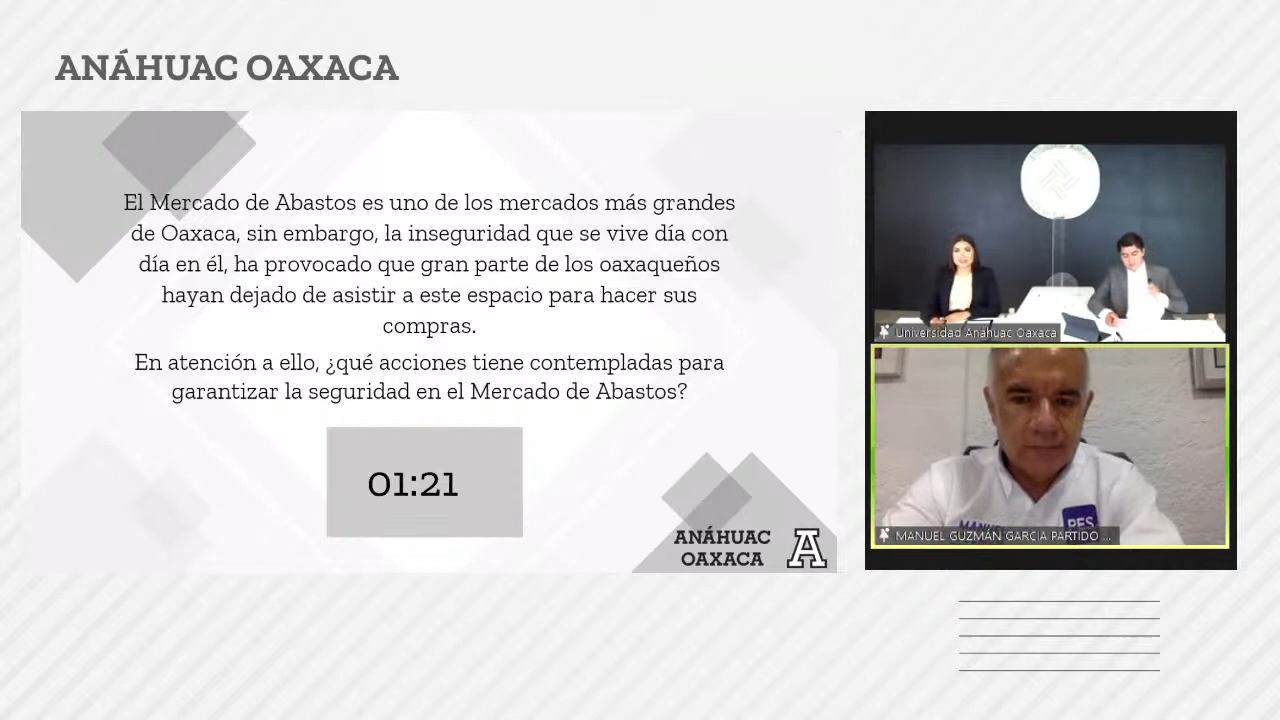 ANÁHUAC OAXACA
El Mercado de Abastos es uno de los mercados más grandes
de Oaxaca, sin embargo, la inseguridad que se vive día con
día en él, ha provocado que gran parte de los oaxaqueños
hayan dejado de asistir a este espacio para hacer sus
compras.
En atención a ello, ¿qué acciones tiene contempladas para
garantizar la seguridad en el Mercado de Abastos?
01:21
ANÁHUAC
OAXACA
A
Universidad Anáhuac Oaxaca
PES
MANUEL GUZMÁN GARCIA PARTIDO ...